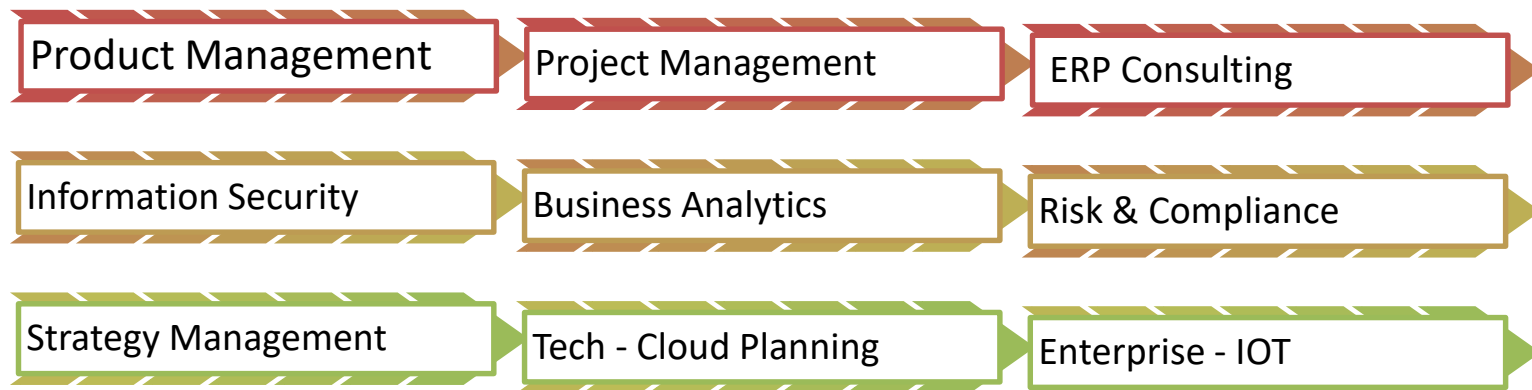 Product Management
Project Management
ERP Consulting
Information Security
Business Analytics
Risk & Compliance
Strategy Management
Tech - Cloud Planning
Enterprise - IOT